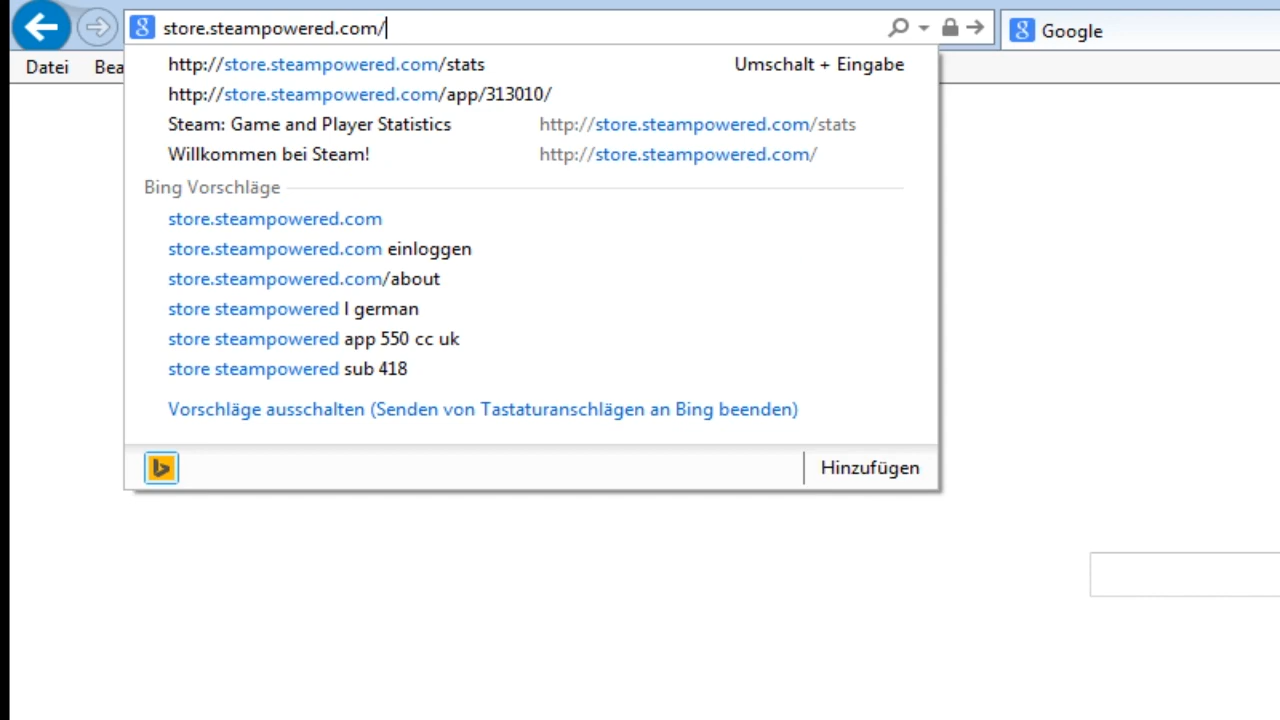 store.steampowered.com/
Google
Datei Bea
http://store.steampowered.com/stats Umschalt + Eingabe
http://store.steampowered.com/app/313010/
Steam: Game and Player Statistics http://store.steampowered.com/stats
Willkommen bei Steam! http://store.steampowered.com/
Bing Vorschläge
store.steampowered.com
store.steampowered.com einloggen
store.steampowered.com/about
store steampowered l german
store steampowered app 550 cc uk
store steampowered sub 418
Vorschläge ausschalten (Senden von Tastaturanschlägen an Bing beenden)
Hinzufügen